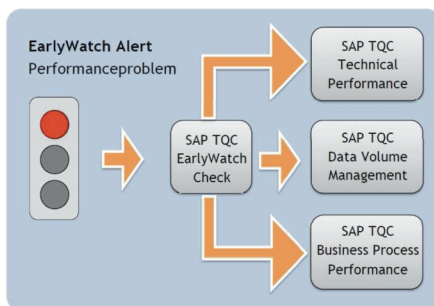 EarlyWatch Alert
Performanceproblem
SAP TQC
EarlyWatch
Check
SAP TQC
Technical
Performance
SAP TQC
Data Volume
Management
SAP TQC
Business Process
Performance